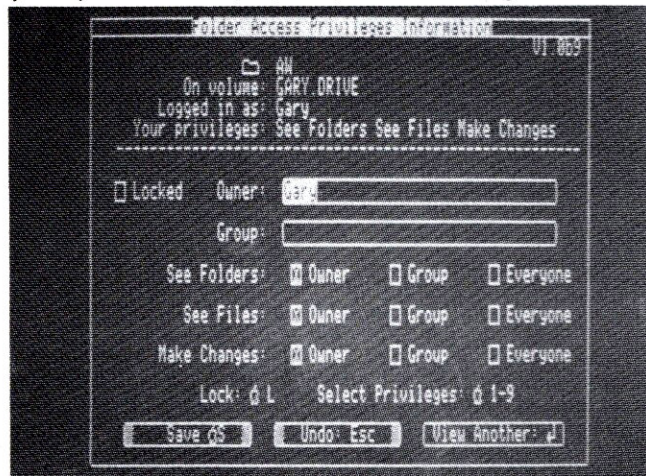 Folder Access Privileges Information
V1.0b9
AW
On volume: GARY.DRIVE
Logged in as: Gary
Your privileges: See Folders See Files Make Changes
Locked Owner: Gary
Group:
See Folders: Owner Group Everyone
See Files: Owner Group Everyone
Make Changes: Owner Group Everyone
Lock: L Select Privileges: 1-9
Save S Undo: Esc View Another: ↵